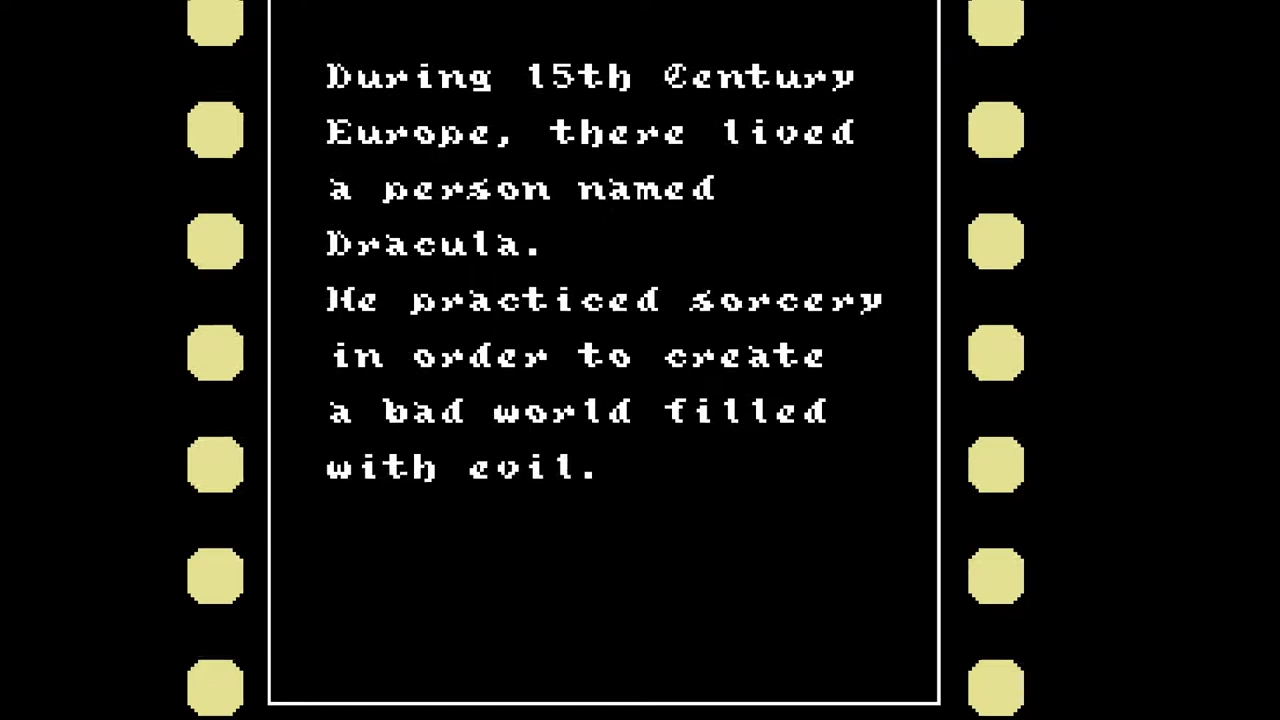 During 15th Century
Europe, there lived
a person named
Dracula.
He practiced sorcery
in order to create
a bad world filled
with evil.